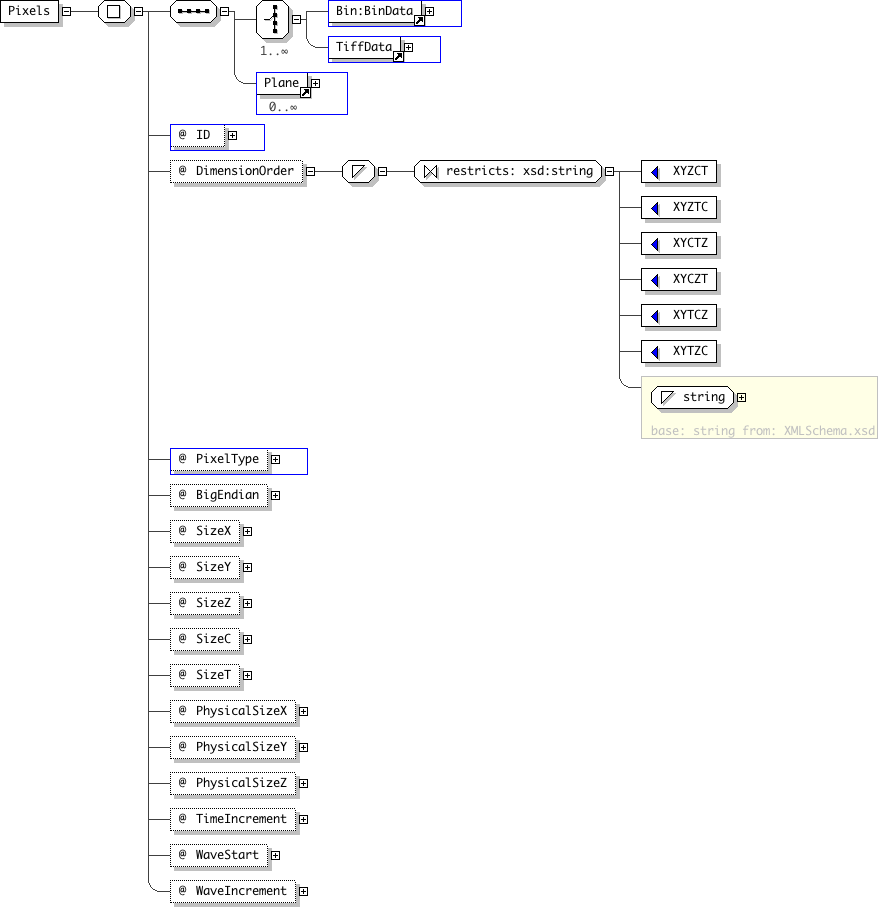 Pixels
Bin:BinData
1..∞
TiffData
Plane
0..∞
@ ID
@ DimensionOrder
restricts: xsd:string
XYZCT
XYZTC
XYCTZ
XYCZT
XYTCZ
XYTZC
string
base: string from: XMLSchema.xsd
@ PixelType
@ BigEndian
@ SizeX
@ SizeY
@ SizeZ
@ SizeC
@ SizeT
@ PhysicalSizeX
@ PhysicalSizeY
@ PhysicalSizeZ
@ TimeIncrement
@ WaveStart
@ WaveIncrement